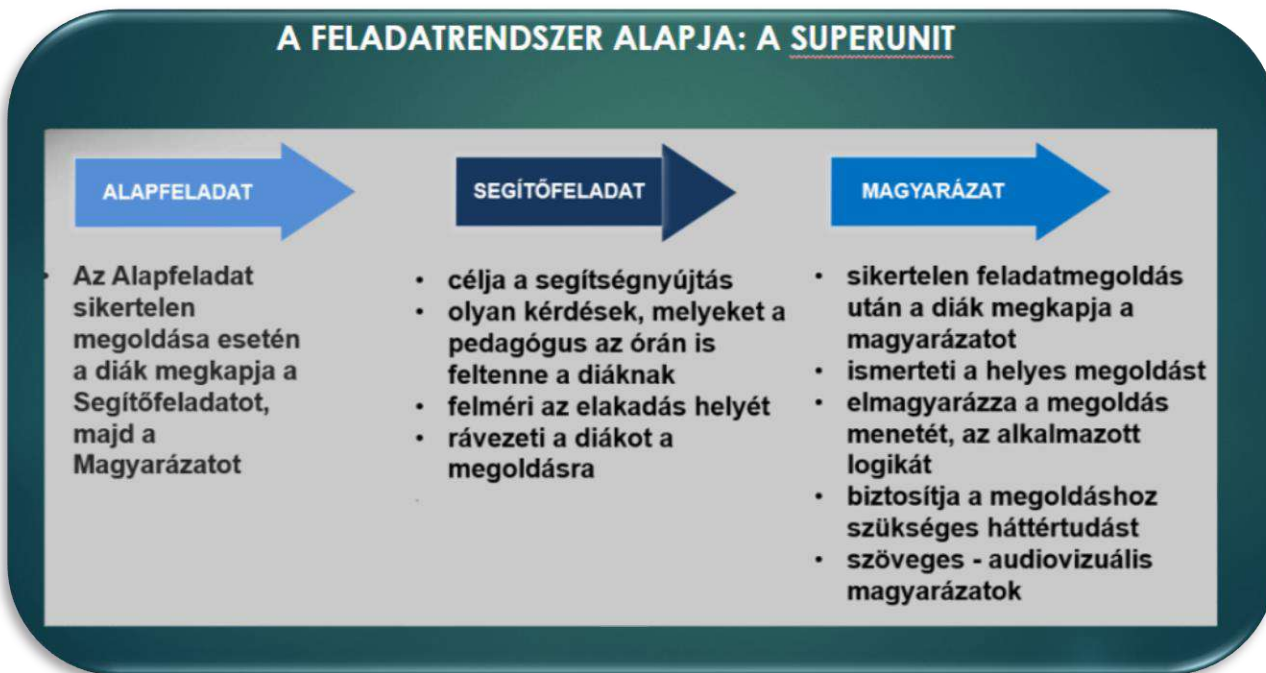 A FELADATRENDSZER ALAPJA: A SUPERUNIT
ALAPFELADAT
• Az Alapfeladat
sikertelen
megoldása esetén
a diák megkapja a
Segítőfeladatot,
majd a
Magyarázatot
SEGÍTŐFELADAT
• célja a segítségnyújtás
• olyan kérdések, melyeket a
pedagógus az órán is
feltenne a diáknak
• felméri az elakadás helyét
• rávezeti a diákot a
megoldásra
MAGYARÁZAT
• sikertelen feladatmegoldás
után a diák megkapja a
magyarázatot
• ismerteti a helyes megoldást
• elmagyarázza a megoldás
menetét, az alkalmazott
logikát
• biztosítja a megoldáshoz
szükséges háttértudást
• szöveges - audiovizuális
magyarázatok